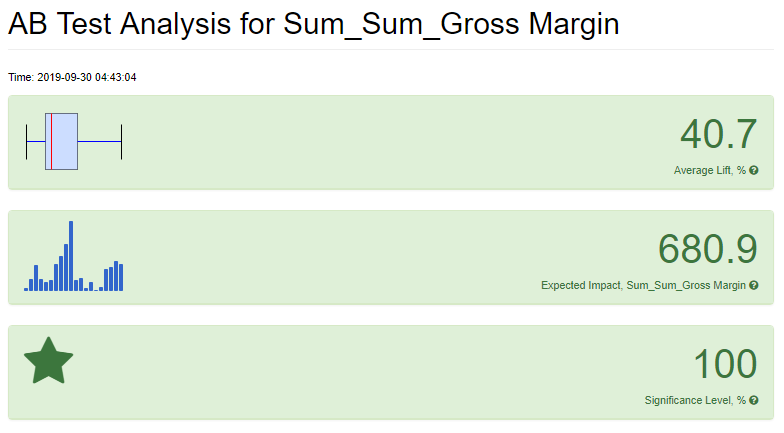 AB Test Analysis for Sum_Sum_Gross Margin
Time: 2019-09-30 04:43:04
40.7
Average Lift, %
680.9
Expected Impact, Sum_Sum_Gross Margin
100
Significance Level, %